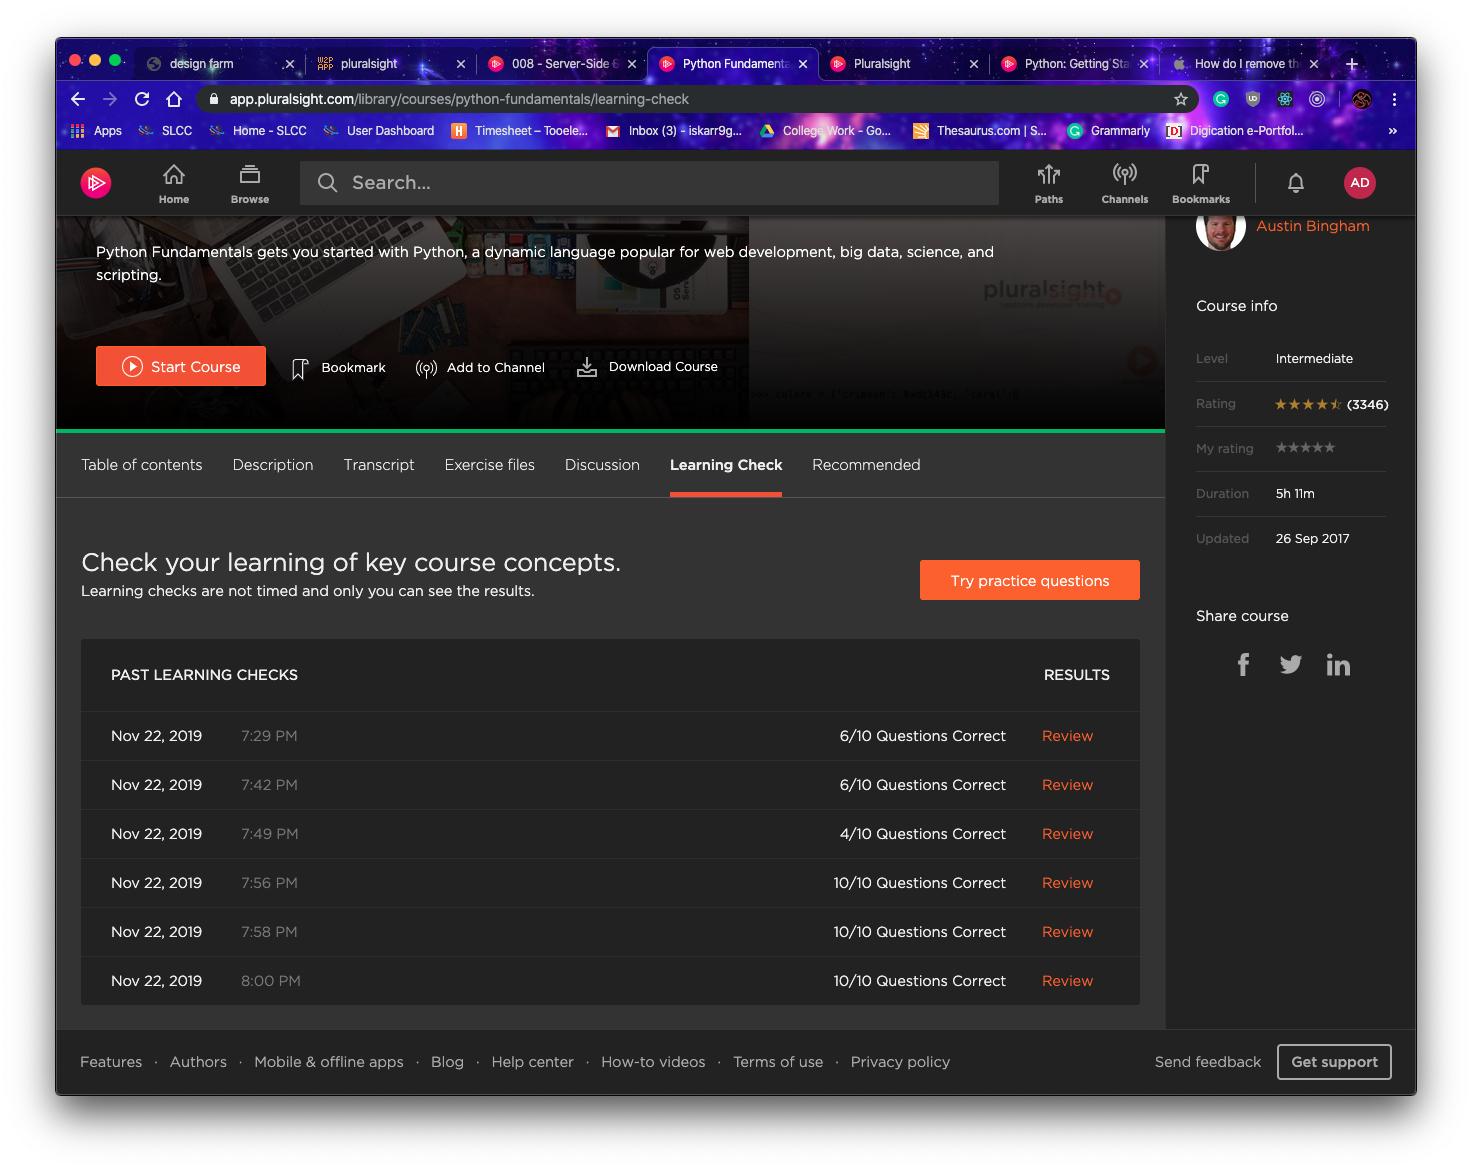 design farm
pluralsight
008 - Server-Side
Python Fundamenta
Pluralsight
Python: Getting Sta
How do I remove th
app.pluralsight.com/library/courses/python-fundamentals/learning-check
Apps
SLCC
Home - SLCC
User Dashboard
Timesheet – Tooele...
Inbox (3) - iskarr9g...
College Work - Go...
Thesaurus.com | S...
Grammarly
Digication e-Portfol...
Home
Browse
Search...
Paths
Channels
Bookmarks
AD
Python Fundamentals gets you started with Python, a dynamic language popular for web development, big data, science, and
scripting.
pluralsight
Start Course
Bookmark
Add to Channel
Download Course
Austin Bingham
Course info
Level Intermediate
Rating (3346)
My rating
Duration 5h 11m
Updated 26 Sep 2017
Share course
Table of contents
Description
Transcript
Exercise files
Discussion
Learning Check
Recommended
Check your learning of key course concepts.
Learning checks are not timed and only you can see the results.
Try practice questions
PAST LEARNING CHECKS RESULTS
Nov 22, 2019 7:29 PM 6/10 Questions Correct Review
Nov 22, 2019 7:42 PM 6/10 Questions Correct Review
Nov 22, 2019 7:49 PM 4/10 Questions Correct Review
Nov 22, 2019 7:56 PM 10/10 Questions Correct Review
Nov 22, 2019 7:58 PM 10/10 Questions Correct Review
Nov 22, 2019 8:00 PM 10/10 Questions Correct Review
Features · Authors · Mobile & offline apps · Blog · Help center · How-to videos · Terms of use · Privacy policy
Send feedback
Get support